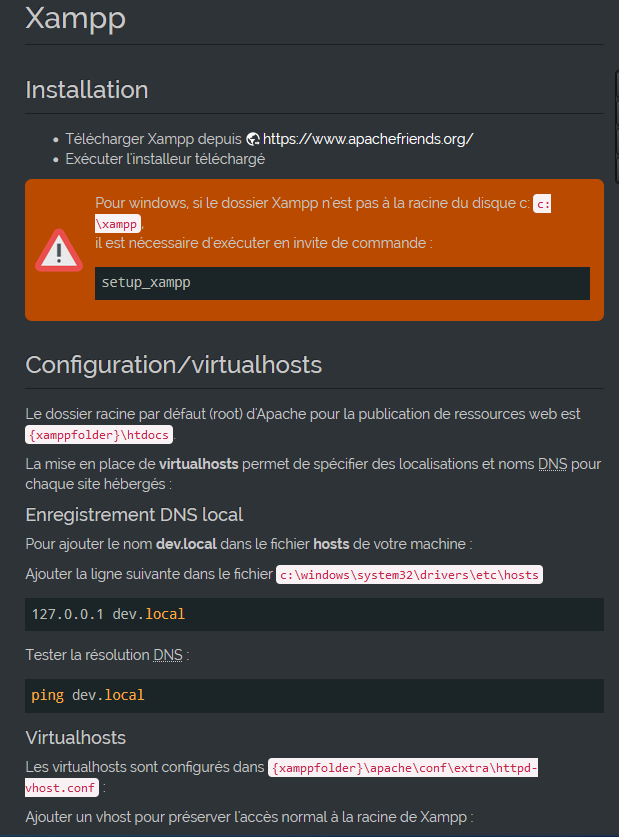 Xampp
Installation
Télécharger Xampp depuis https://www.apachefriends.org/
Exécuter l'installeur téléchargé
Pour windows, si le dossier Xampp n'est pas à la racine du disque c: c:
\xampp,
il est nécessaire d'exécuter en invite de commande :
setup_xampp
Configuration/virtualhosts
Le dossier racine par défaut (root) d'Apache pour la publication de ressources web est
{xamppfolder}\htdocs.
La mise en place de virtualhosts permet de spécifier des localisations et noms DNS pour
chaque site hébergés :
Enregistrement DNS local
Pour ajouter le nom dev.local dans le fichier hosts de votre machine :
Ajouter la ligne suivante dans le fichier c:\windows\system32\drivers\etc\hosts
127.0.0.1 dev.local
Tester la résolution DNS :
ping dev.local
Virtualhosts
Les virtualhosts sont configurés dans {xamppfolder}\apache\conf\extra\httpd-
vhost.conf :
Ajouter un vhost pour préserver l'accès normal à la racine de Xampp :